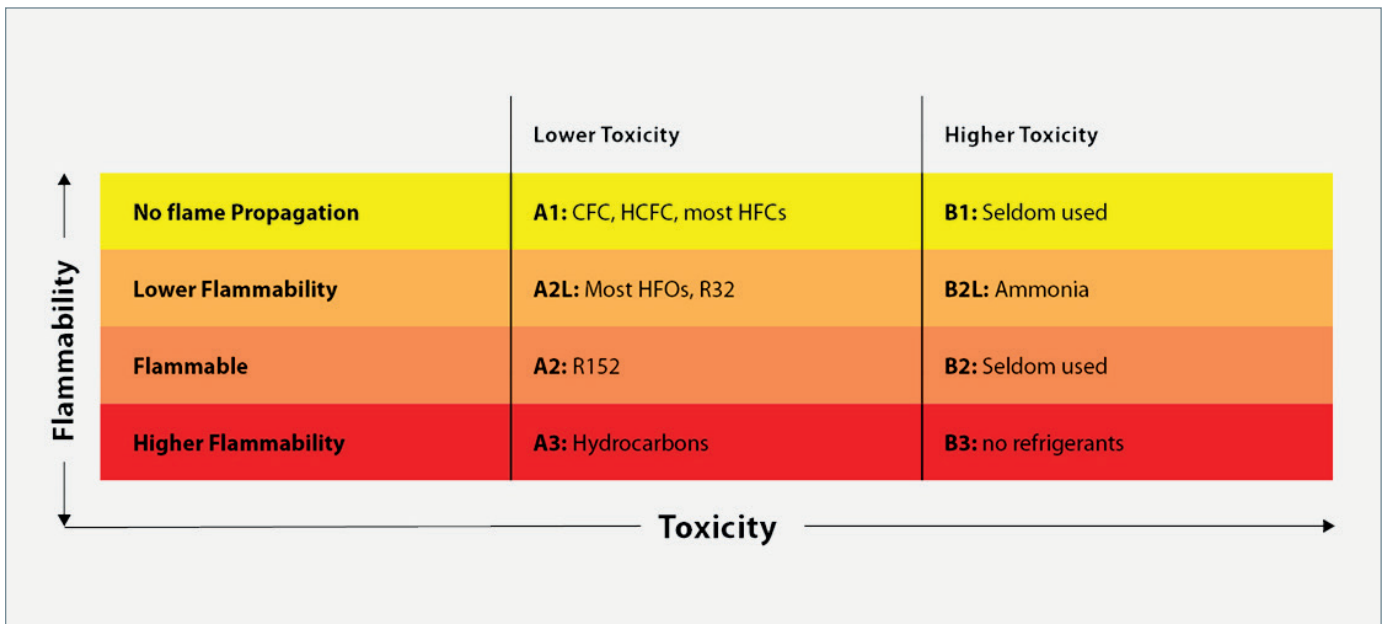 Lower Toxicity
Higher Toxicity
No flame Propagation
A1: CFC, HCFC, most HFCs
B1: Seldom used
Lower Flammability
A2L: Most HFOs, R32
B2L: Ammonia
Flammable
A2: R152
B2: Seldom used
Higher Flammability
A3: Hydrocarbons
B3: no refrigerants
Flammability
Toxicity